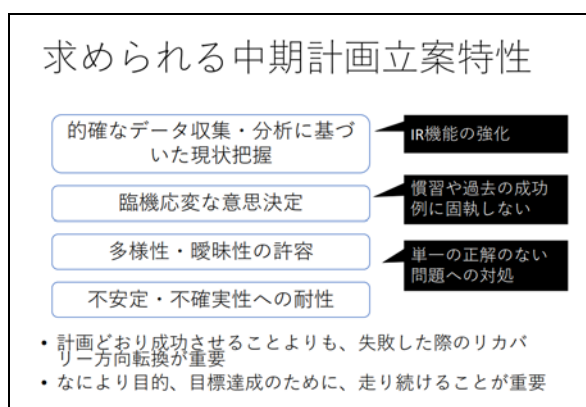 求められる中期計画立案特性
的確なデータ収集・分析に基づ
いた現状把握
IR機能の強化
臨機応変な意思決定
慣習や過去の成功
例に固執しない
多様性・曖昧性の許容
単一の正解のない
問題への対処
不安定・不確実性への耐性
• 計画どおり成功させることよりも、失敗した際のリカバ
リー方向転換が重要
• なにより目的、目標達成のために、走り続けることが重要